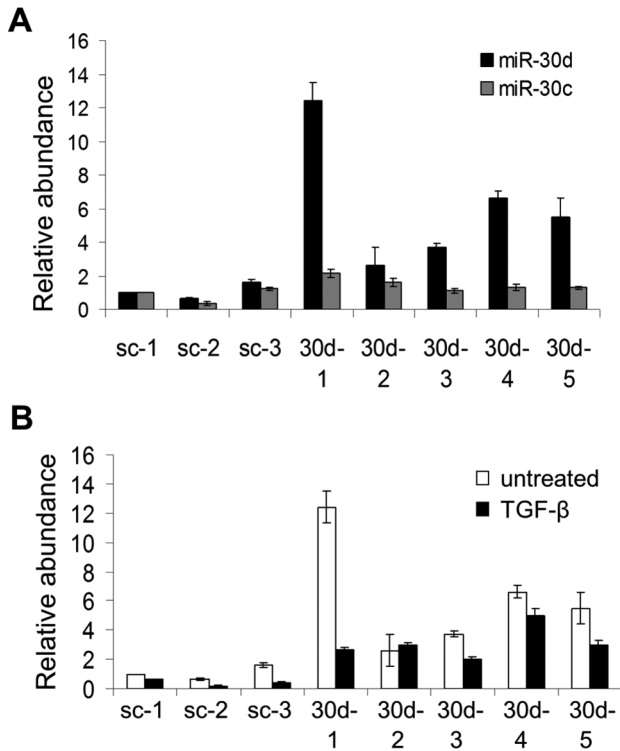 A
16
14
12
10
8
6
4
2
0
Relative abundance
miR-30d
miR-30c
sc-1 sc-2 sc-3 30d-1 30d-2 30d-3 30d-4 30d-5
B
16
14
12
10
8
6
4
2
0
Relative abundance
untreated
TGF-β
sc-1 sc-2 sc-3 30d-1 30d-2 30d-3 30d-4 30d-5